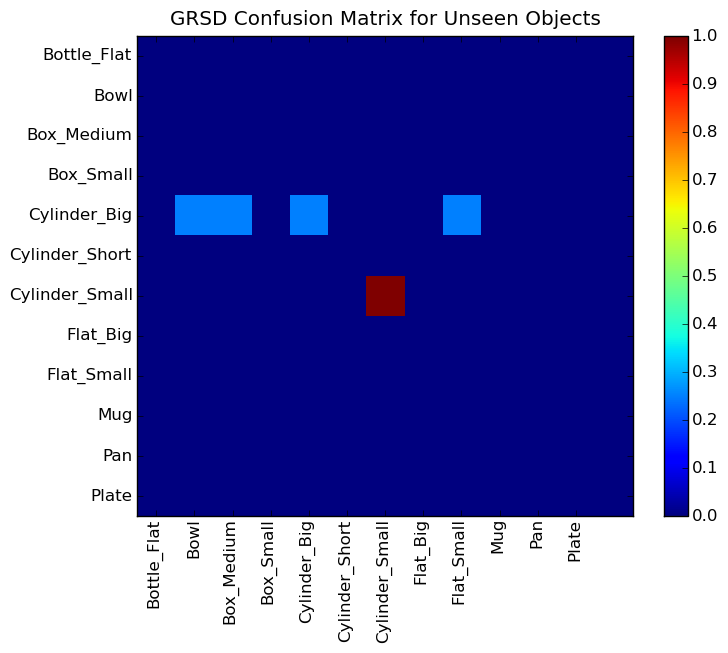 GRSD Confusion Matrix for Unseen Objects
Bottle_Flat
Bowl
Box_Medium
Box_Small
Cylinder_Big
Cylinder_Short
Cylinder_Small
Flat_Big
Flat_Small
Mug
Pan
Plate
Bottle_Flat
Bowl
Box_Medium
Box_Small
Cylinder_Big
Cylinder_Short
Cylinder_Small
Flat_Big
Flat_Small
Mug
Pan
Plate
1.0
0.9
0.8
0.7
0.6
0.5
0.4
0.3
0.2
0.1
0.0